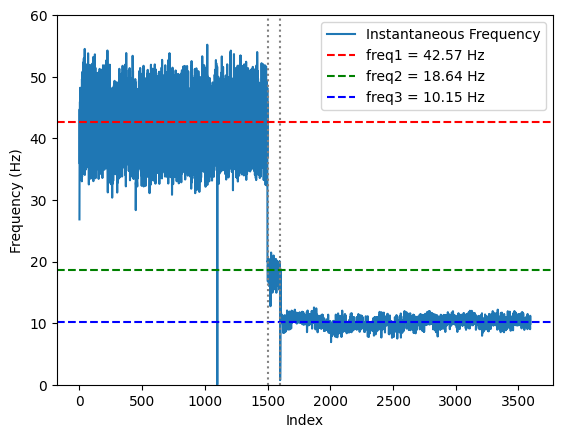 60
50
40
30
20
10
0
Frequency (Hz)
Instantaneous Frequency
freq1 = 42.57 Hz
freq2 = 18.64 Hz
freq3 = 10.15 Hz
0 500 1000 1500 2000 2500 3000 3500
Index